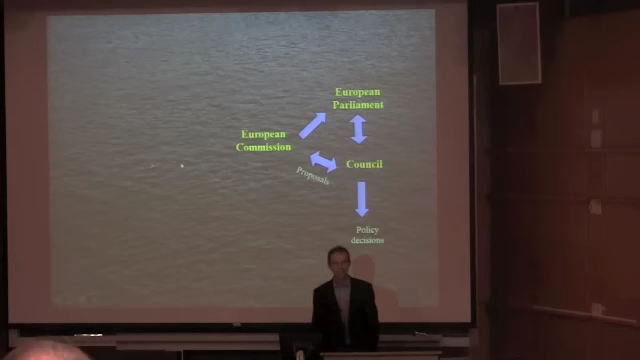 European
Parliament
European
Commission
Council
Proposals
Policy
decisions